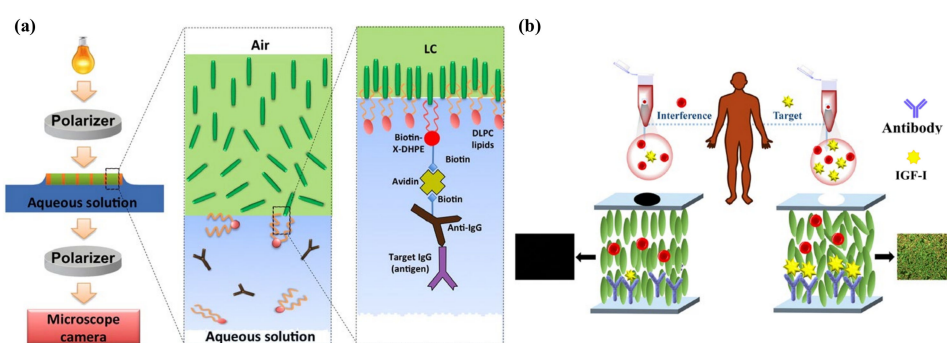 (a)
Polarizer
Aqueous solution
Polarizer
Microscope
camera
Air
Aqueous solution
LC
Biotin-
X-DHPE
DLPC
lipids
Biotin
Avidin
Biotin
Anti-IgG
Target IgG
(antigen)
(b)
Interference
Target
Antibody
IGF-I